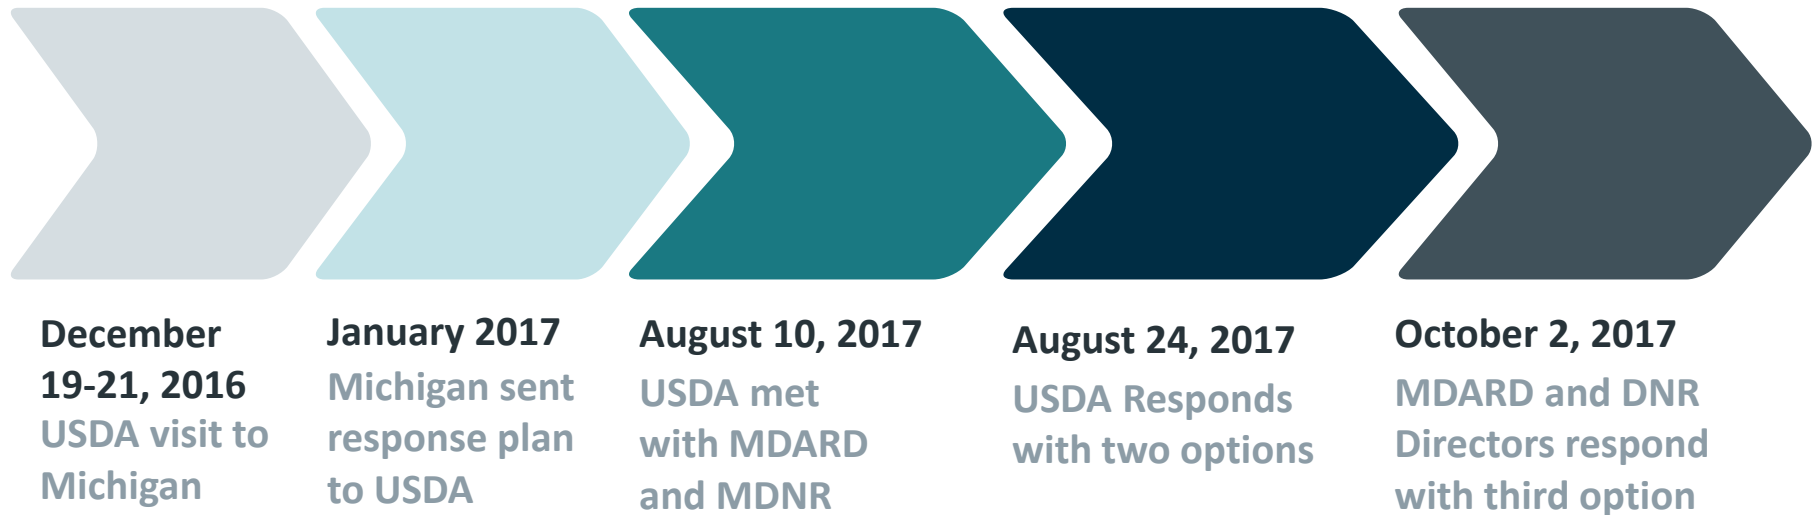 December
19-21, 2016
USDA visit to
Michigan
January 2017
Michigan sent
response plan
to USDA
August 10, 2017
USDA met
with MDARD
and MDNR
August 24, 2017
USDA Responds
with two options
October 2, 2017
MDARD and DNR
Directors respond
with third option